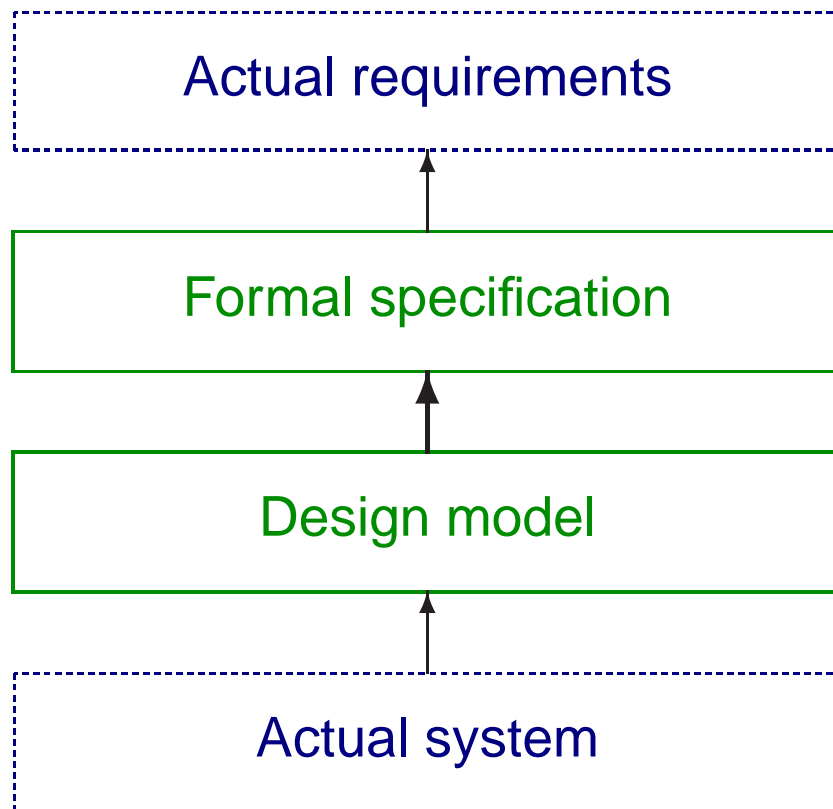 Actual requirements
Formal specification
Design model
Actual system